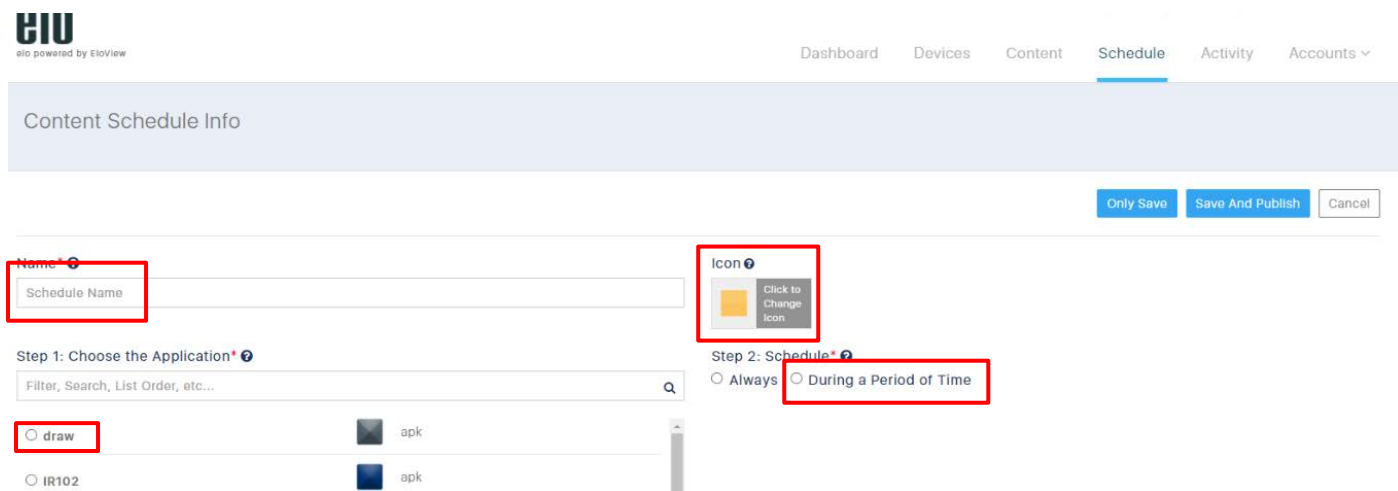 elo
elo powered by EloView
Dashboard Devices Content Schedule Activity Accounts
Content Schedule Info
Only Save Save And Publish Cancel
Name* Icon
Schedule Name
Click to
Change
Icon
Step 1: Choose the Application* Step 2: Schedule*
Filter, Search, List Order, etc... Always During a Period of Time
draw apk
IR102 apk